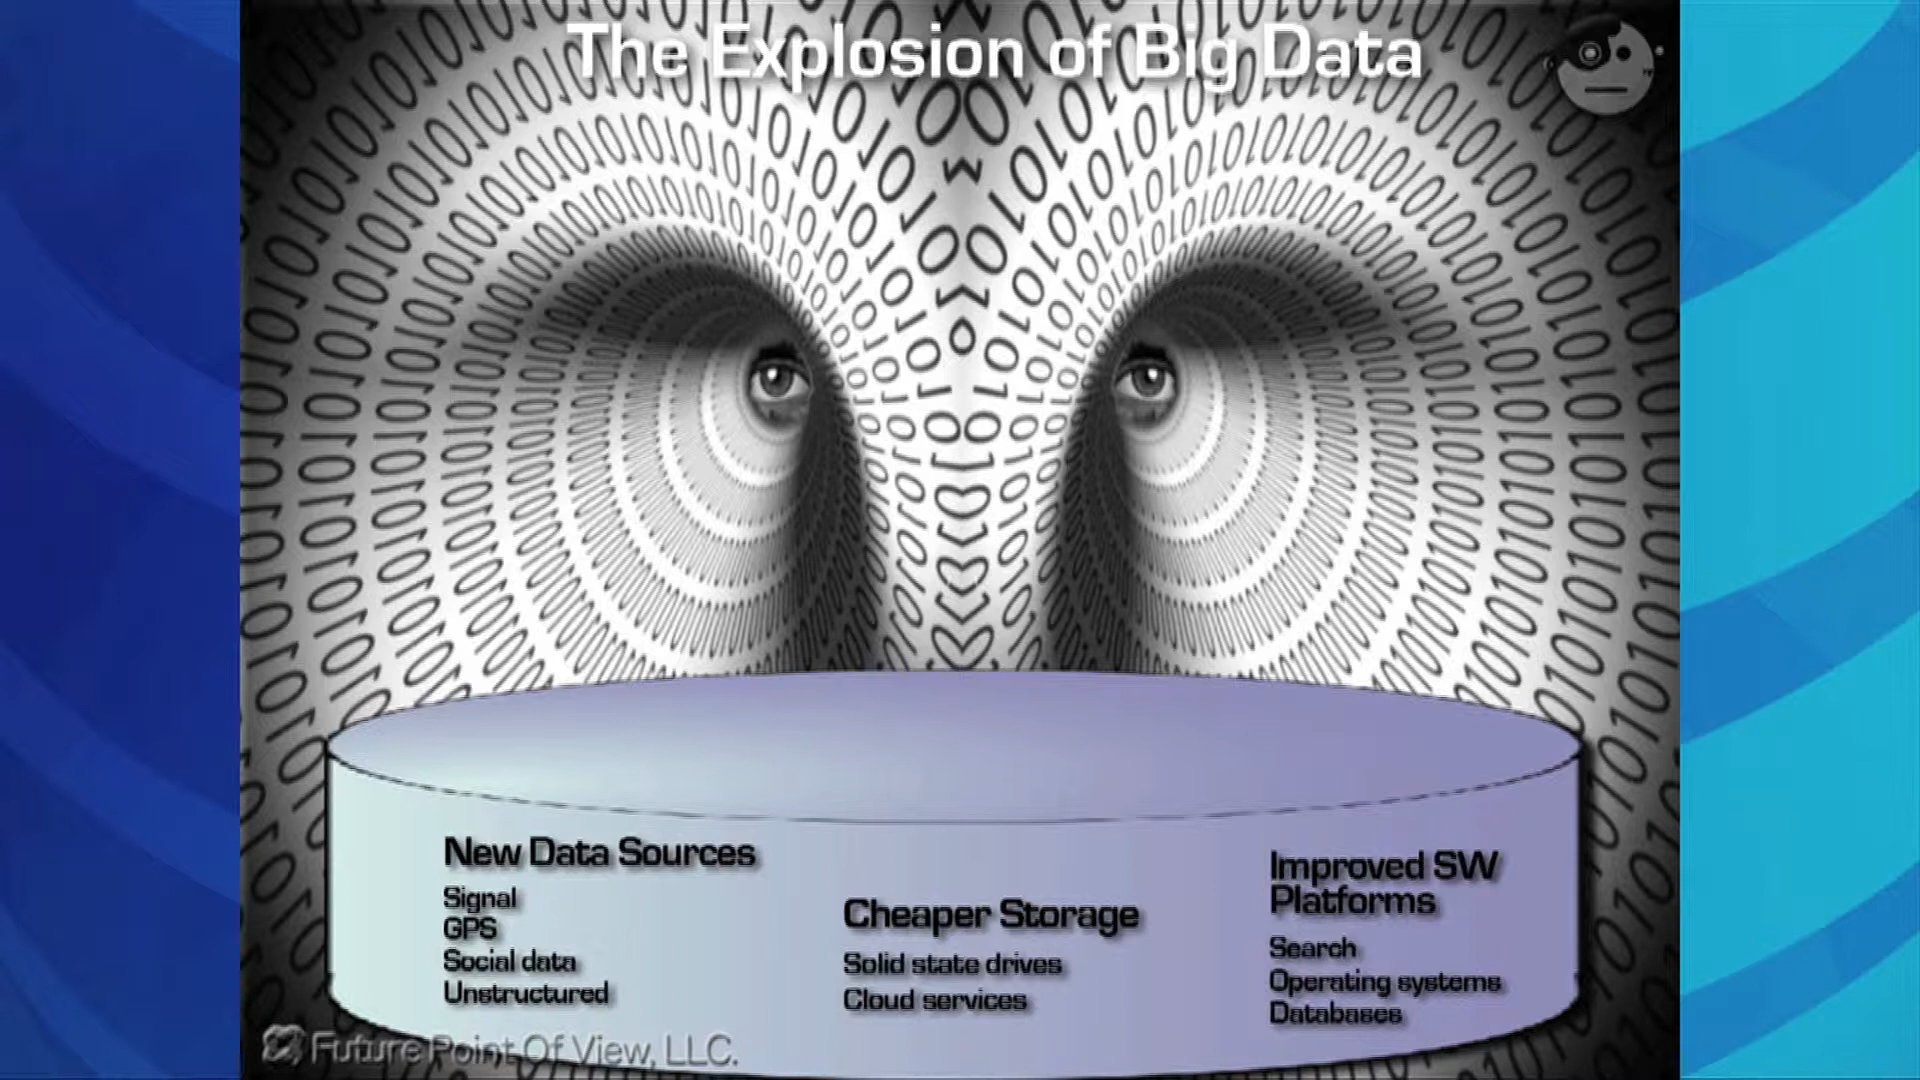 The Explosion of Big Data
New Data Sources
Signal
GPS
Social data
Unstructured
Cheaper Storage
Solid state drives
Cloud services
Improved SW
Platforms
Search
Operating systems
Databases
Future Point Of View, LLC.